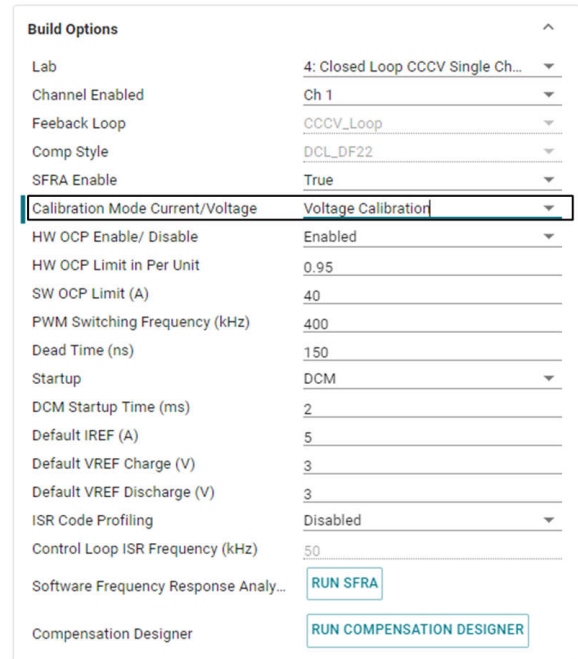 Build Options
Lab 4: Closed Loop CCCV Single Ch...
Channel Enabled Ch 1
Feeback Loop CCCV_Loop
Comp Style DCL_DF22
SFRA Enable True
Calibration Mode Current/Voltage Voltage Calibration
HW OCP Enable/ Disable Enabled
HW OCP Limit in Per Unit 0.95
SW OCP Limit (A) 40
PWM Switching Frequency (kHz) 400
Dead Time (ns) 150
Startup DCM
DCM Startup Time (ms) 2
Default IREF (A) 5
Default VREF Charge (V) 3
Default VREF Discharge (V) 3
ISR Code Profiling Disabled
Control Loop ISR Frequency (kHz) 50
Software Frequency Response Analy... RUN SFRA
Compensation Designer RUN COMPENSATION DESIGNER